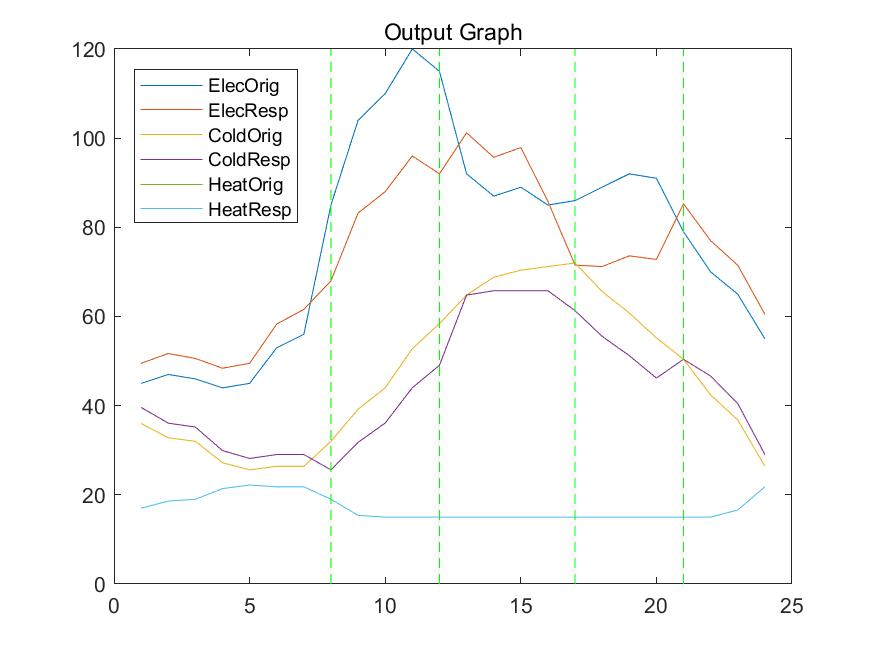 Output Graph
120
100
80
60
40
20
0
ElecOrig
ElecResp
ColdOrig
ColdResp
HeatOrig
HeatResp
0 5 10 15 20 25